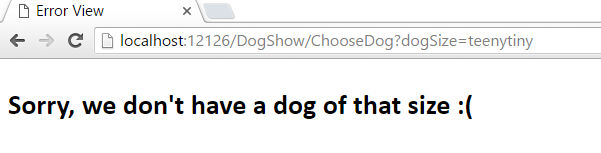 Error View
localhost:12126/DogShow/ChooseDog?dogSize=teenytiny
Sorry, we don't have a dog of that size :(